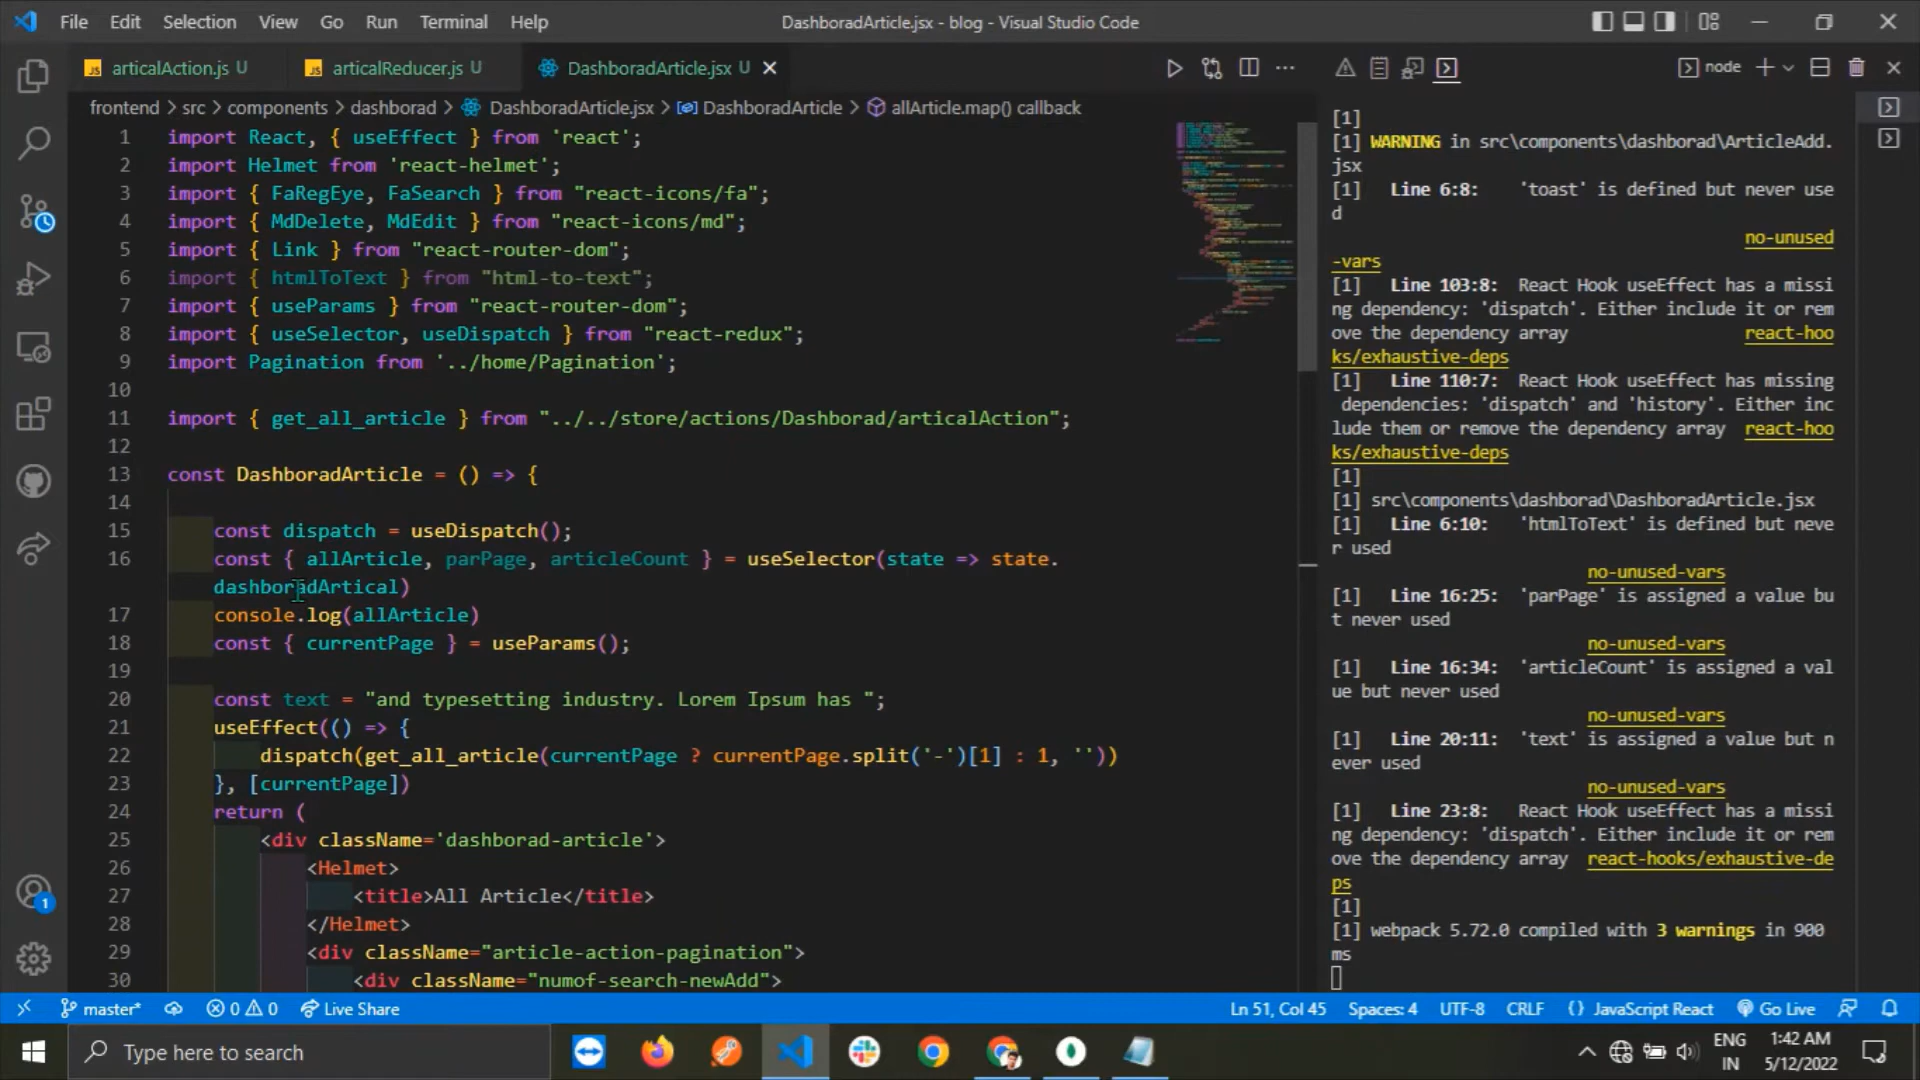 File Edit Selection View Go Run Terminal Help
DashboradArticle.jsx - blog - Visual Studio Code
articalAction.js U
articalReducer.js U
DashboradArticle.jsx U
frontend > src > components > dashborad > DashboradArticle.jsx > DashboradArticle > allArticle.map() callback
1 import React, { useEffect } from 'react';
2 import Helmet from 'react-helmet';
3 import { FaRegEye, FaSearch } from "react-icons/fa";
4 import { MdDelete, MdEdit } from "react-icons/md";
5 import { Link } from "react-router-dom";
6 import { htmlToText } from "html-to-text";
7 import { useParams } from "react-router-dom";
8 import { useSelector, useDispatch } from "react-redux";
9 import Pagination from '../home/Pagination';
10
11 import { get_all_article } from "../../store/actions/Dashborad/articalAction";
12
13 const DashboradArticle = () => {
14
15 const dispatch = useDispatch();
16 const { allArticle, parPage, articleCount } = useSelector(state => state.
dashboradArtical)
17 console.log(allArticle)
18 const { currentPage } = useParams();
19
20 const text = "and typesetting industry. Lorem Ipsum has ";
21 useEffect(() => {
22 dispatch(get_all_article(currentPage ? currentPage.split('-')[1] : 1, ''))
23 }, [currentPage])
24 return (
25 <div className='dashborad-article'>
26 <Helmet>
27 <title>All Article</title>
28 </Helmet>
29 <div className="article-action-pagination">
30 <div className="numof-search-newAdd">
node
[1]
[1] WARNING in src\components\dashborad\ArticleAdd.
jsx
[1] Line 6:8: 'toast' is defined but never use
d
no-unused
-vars
[1] Line 103:8: React Hook useEffect has a missi
ng dependency: 'dispatch'. Either include it or rem
ove the dependency array react-hoo
ks/exhaustive-deps
[1] Line 110:7: React Hook useEffect has missing
dependencies: 'dispatch' and 'history'. Either inc
lude them or remove the dependency array react-hoo
ks/exhaustive-deps
[1]
[1] src\components\dashborad\DashboradArticle.jsx
[1] Line 6:10: 'htmlToText' is defined but neve
r used
no-unused-vars
[1] Line 16:25: 'parPage' is assigned a value bu
t never used
no-unused-vars
[1] Line 16:34: 'articleCount' is assigned a val
ue but never used
no-unused-vars
[1] Line 20:11: 'text' is assigned a value but n
ever used
no-unused-vars
[1] Line 23:8: React Hook useEffect has a missi
ng dependency: 'dispatch'. Either include it or rem
ove the dependency array react-hooks/exhaustive-de
ps
[1]
[1] webpack 5.72.0 compiled with 3 warnings in 900
ms
1
master* 0 0 Live Share
Ln 51, Col 45 Spaces: 4 UTF-8 CRLF {} JavaScript React Go Live
Type here to search
ENG
IN
1:42 AM
5/12/2022